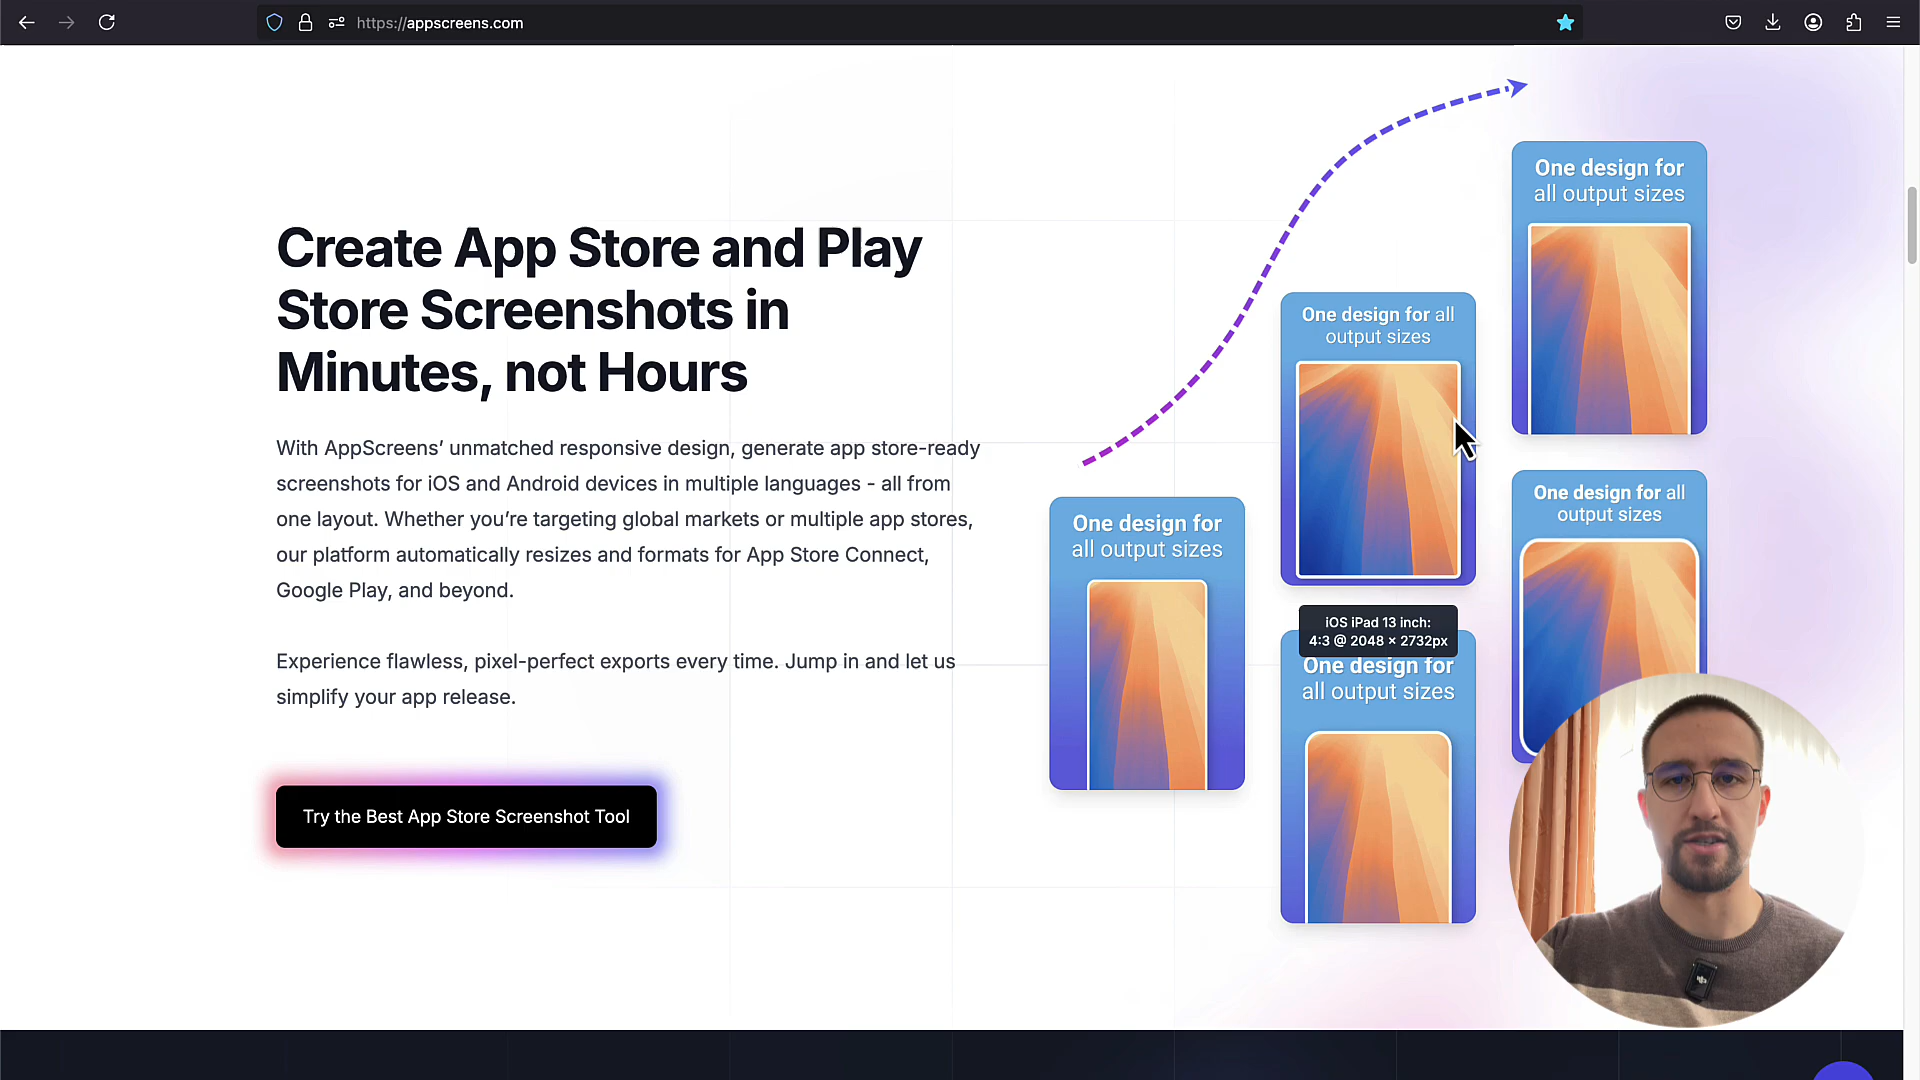 https://appscreens.com
Create App Store and Play
Store Screenshots in
Minutes, not Hours
With AppScreens’ unmatched responsive design, generate app store-ready
screenshots for iOS and Android devices in multiple languages - all from
one layout. Whether you’re targeting global markets or multiple app stores,
our platform automatically resizes and formats for App Store Connect,
Google Play, and beyond.
Experience flawless, pixel-perfect exports every time. Jump in and let us
simplify your app release.
Try the Best App Store Screenshot Tool
One design for
all output sizes
One design for all
output sizes
iOS iPad 13 inch:
4:3 @ 2048 × 2732px
One design for
all output sizes
One design for
all output sizes
One design for all
output sizes